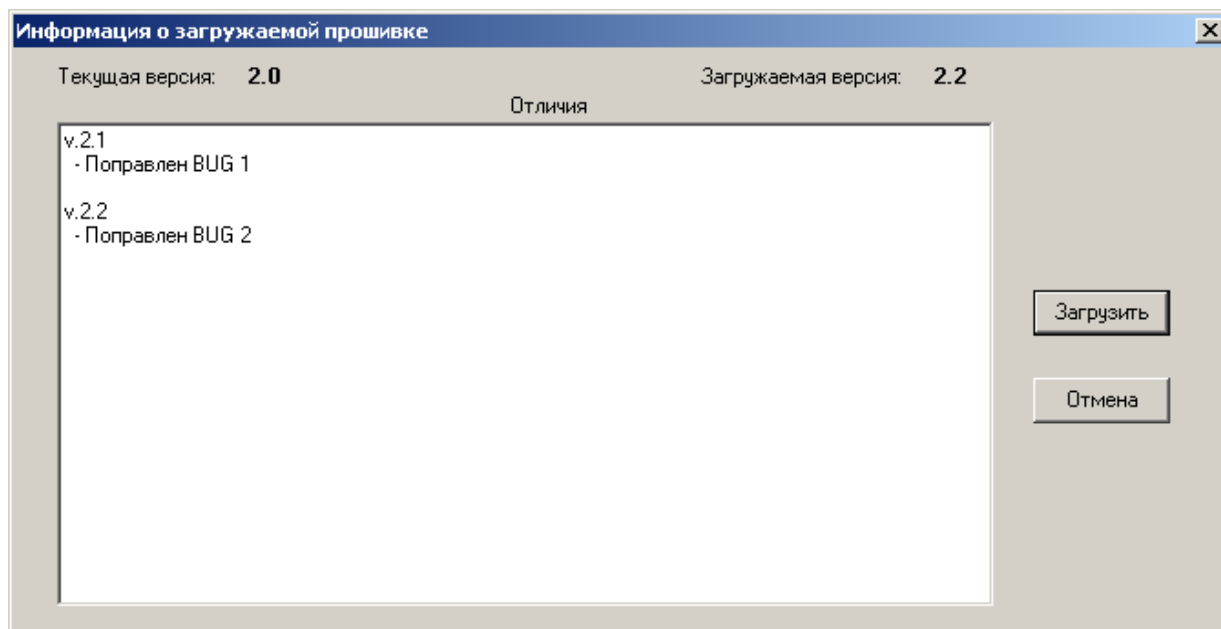 Информация о загружаемой прошивке
Текущая версия: 2.0 Загружаемая версия: 2.2
Отличия
v.2.1
- Поправлен BUG 1
v.2.2
- Поправлен BUG 2
Загрузить
Отмена